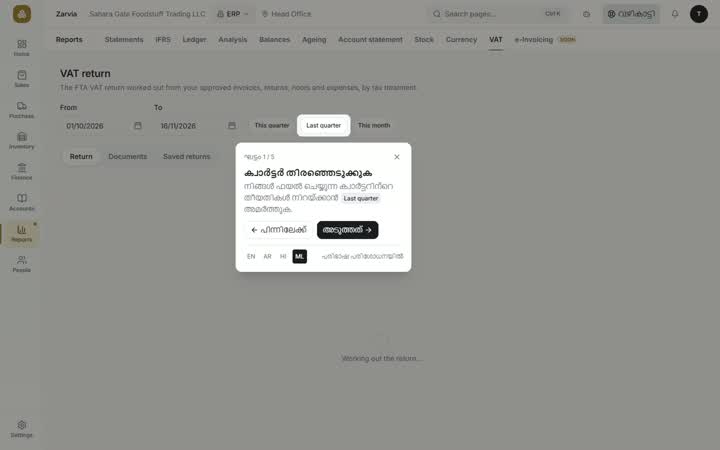 Zarvia
Sahara Gate Foodstuff Trading LLC
ERP
Head Office
Search pages...
Ctrl K
വഴികാട്ടി
T
Reports
Statements
IFRS
Ledger
Analysis
Balances
Ageing
Account statement
Stock
Currency
VAT
e-Invoicing
SOON
Home
Sales
Purchase
Inventory
Finance
Accounts
Reports
People
Settings
VAT return
The FTA VAT return worked out from your approved invoices, returns, notes and expenses, by tax treatment.
From
To
01/10/2026
16/11/2026
This quarter
Last quarter
This month
Return
Documents
Saved returns
ഘട്ടം 1 / 5
ക്വാർട്ടർ തിരഞ്ഞെടുക്കുക
നിങ്ങൾ ഫയൽ ചെയ്യുന്ന ക്വാർട്ടറിന്റെ
തീയതികൾ നിറയ്ക്കാൻ Last quarter
അമർത്തുക.
← പിന്നിലേക്ക്
അടുത്തത് →
EN
AR
HI
ML
പരിഭാഷ പരിശോധനയിൽ
Working out the return...